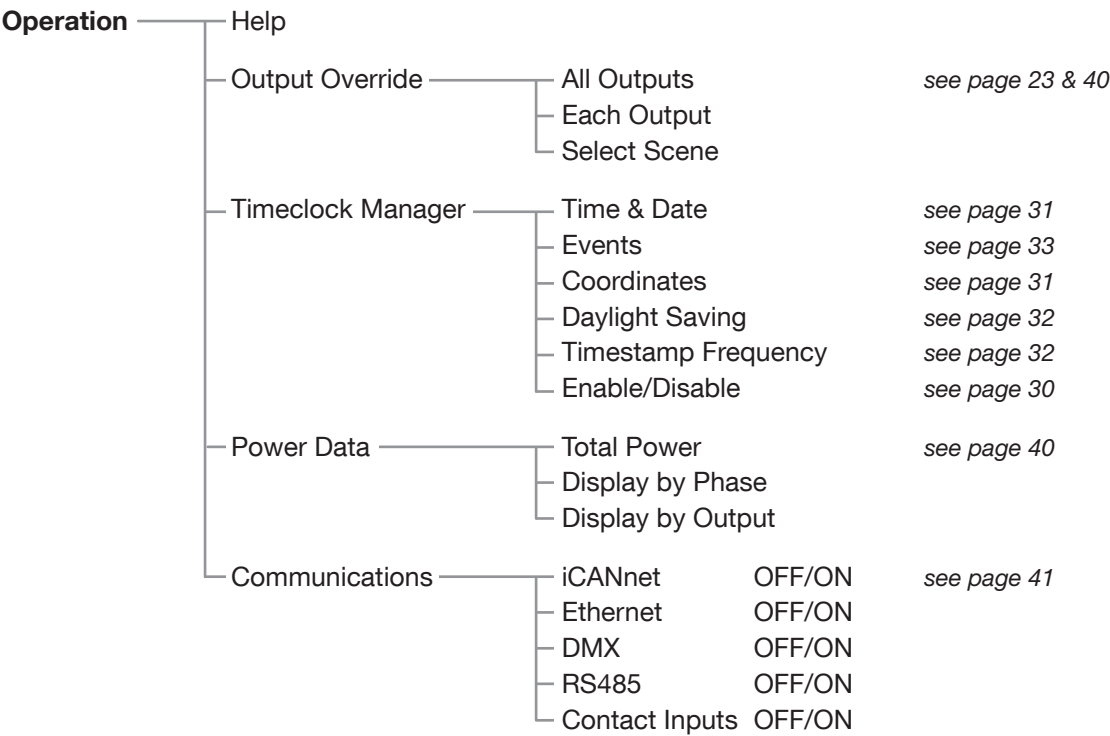 Operation Help
Output Override All Outputs see page 23 & 40
Each Output
Select Scene
Timeclock Manager Time & Date see page 31
Events see page 33
Coordinates see page 31
Daylight Saving see page 32
Timestamp Frequency see page 32
Enable/Disable see page 30
Power Data Total Power see page 40
Display by Phase
Display by Output
Communications iCANnet OFF/ON see page 41
Ethernet OFF/ON
DMX OFF/ON
RS485 OFF/ON
Contact Inputs OFF/ON